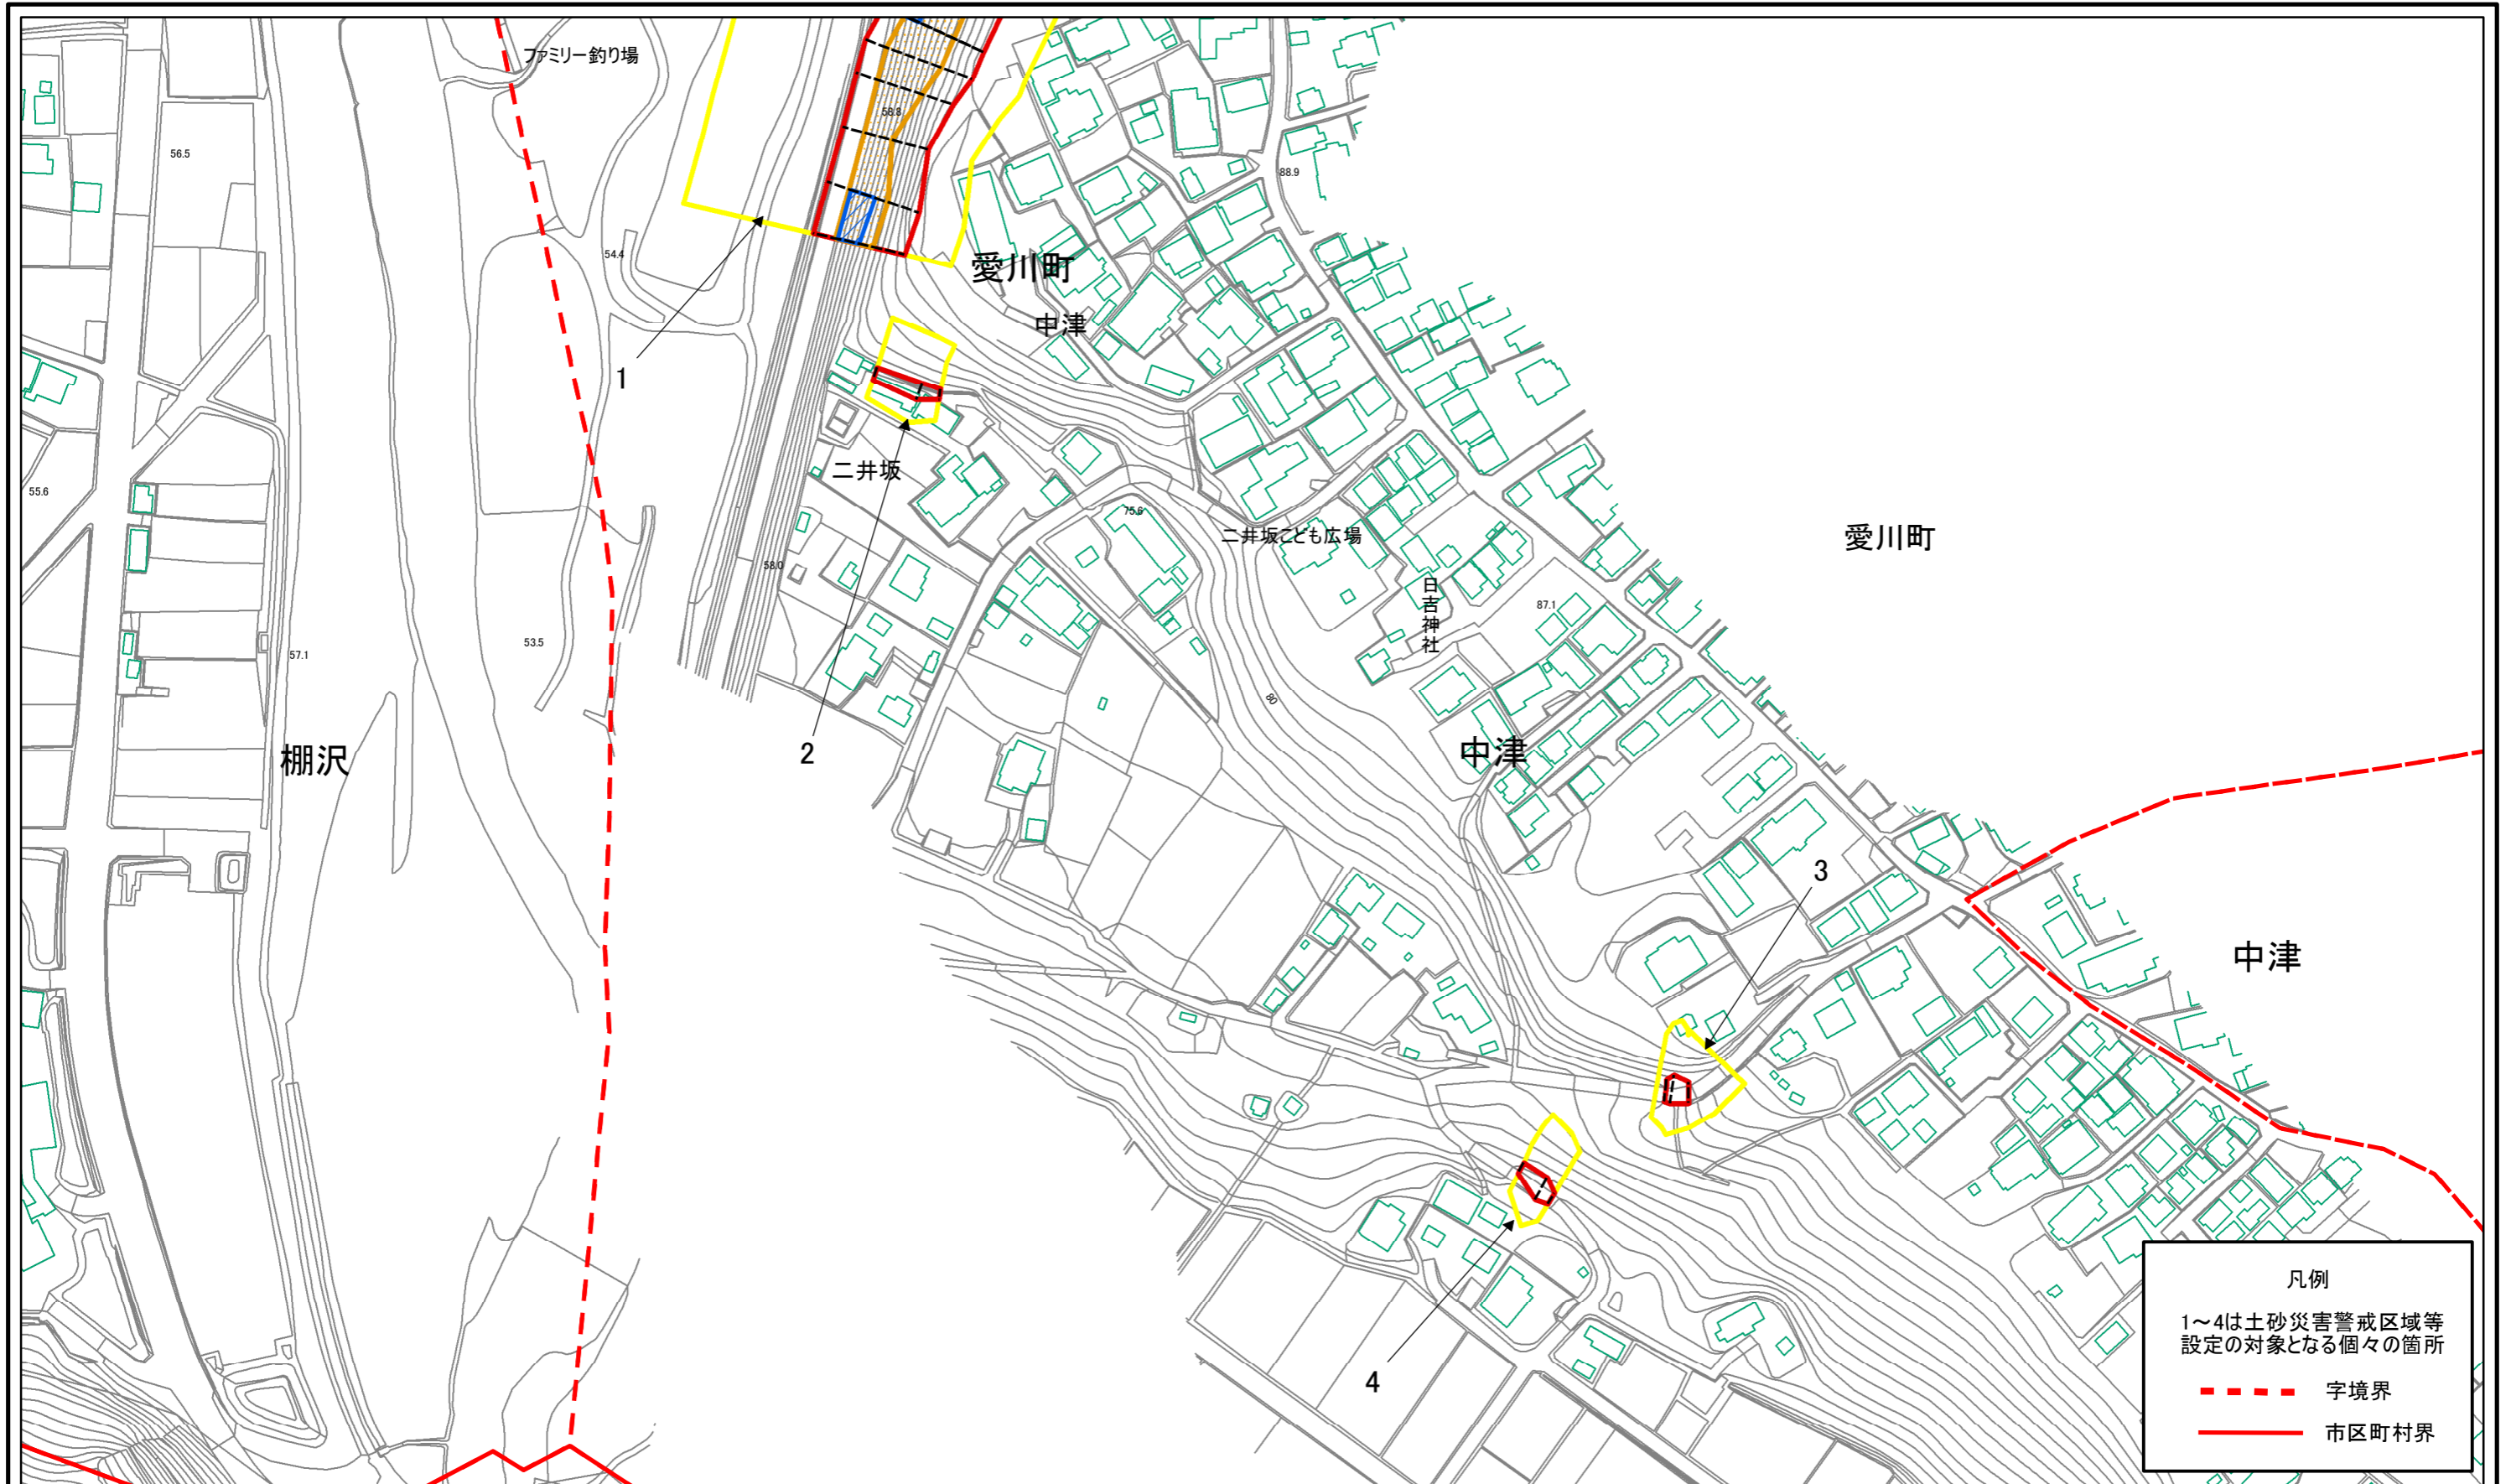 ファミリー釣り場
58.8
56.5
88.9
54.4
愛川町
中津
1
二井坂
55.6
75.6
二井坂こども広場
愛川町
58.0
日吉神社
87.1
53.5
57.1
80
2
棚沢
中津
3
中津
4
凡例
1～4は土砂災害警戒区域等
設定の対象となる個々の箇所
字境界
市区町村界